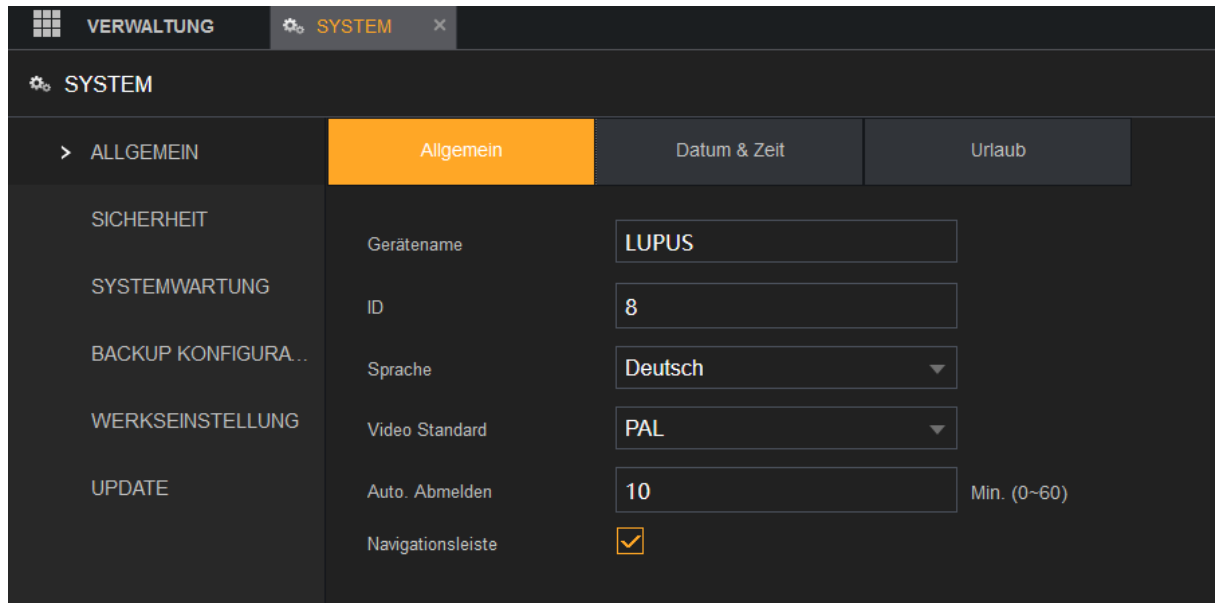 VERWALTUNG SYSTEM ×
SYSTEM
> ALLGEMEIN
SICHERHEIT
SYSTEMWARTUNG
BACKUP KONFIGURA...
WERKSEINSTELLUNG
UPDATE
Allgemein Datum & Zeit Urlaub
Gerätename LUPUS
ID 8
Sprache Deutsch
Video Standard PAL
Auto. Abmelden 10 Min. (0~60)
Navigationsleiste